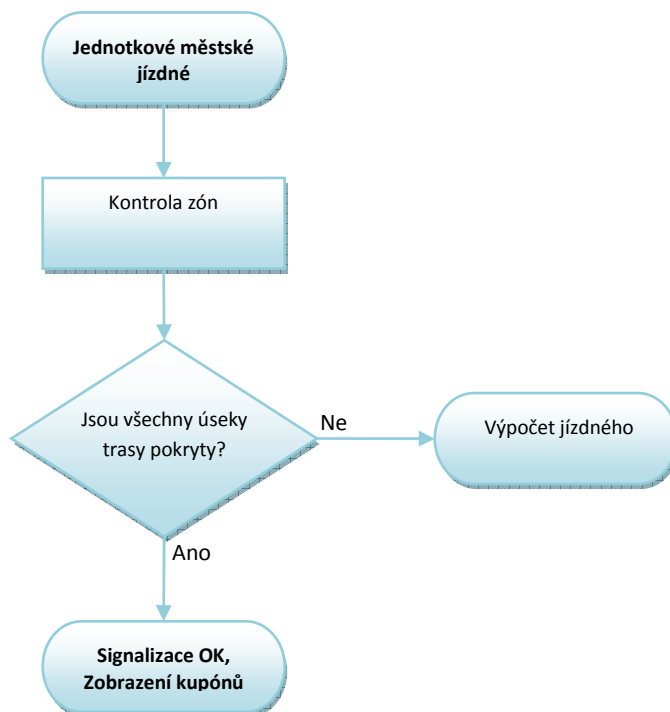 Jednotkové městské
jízdné
Kontrola zón
Jsou všechny úseky
trasy pokryty?
Ne
Výpočet jízdného
Ano
Signalizace OK,
Zobrazení kupónů